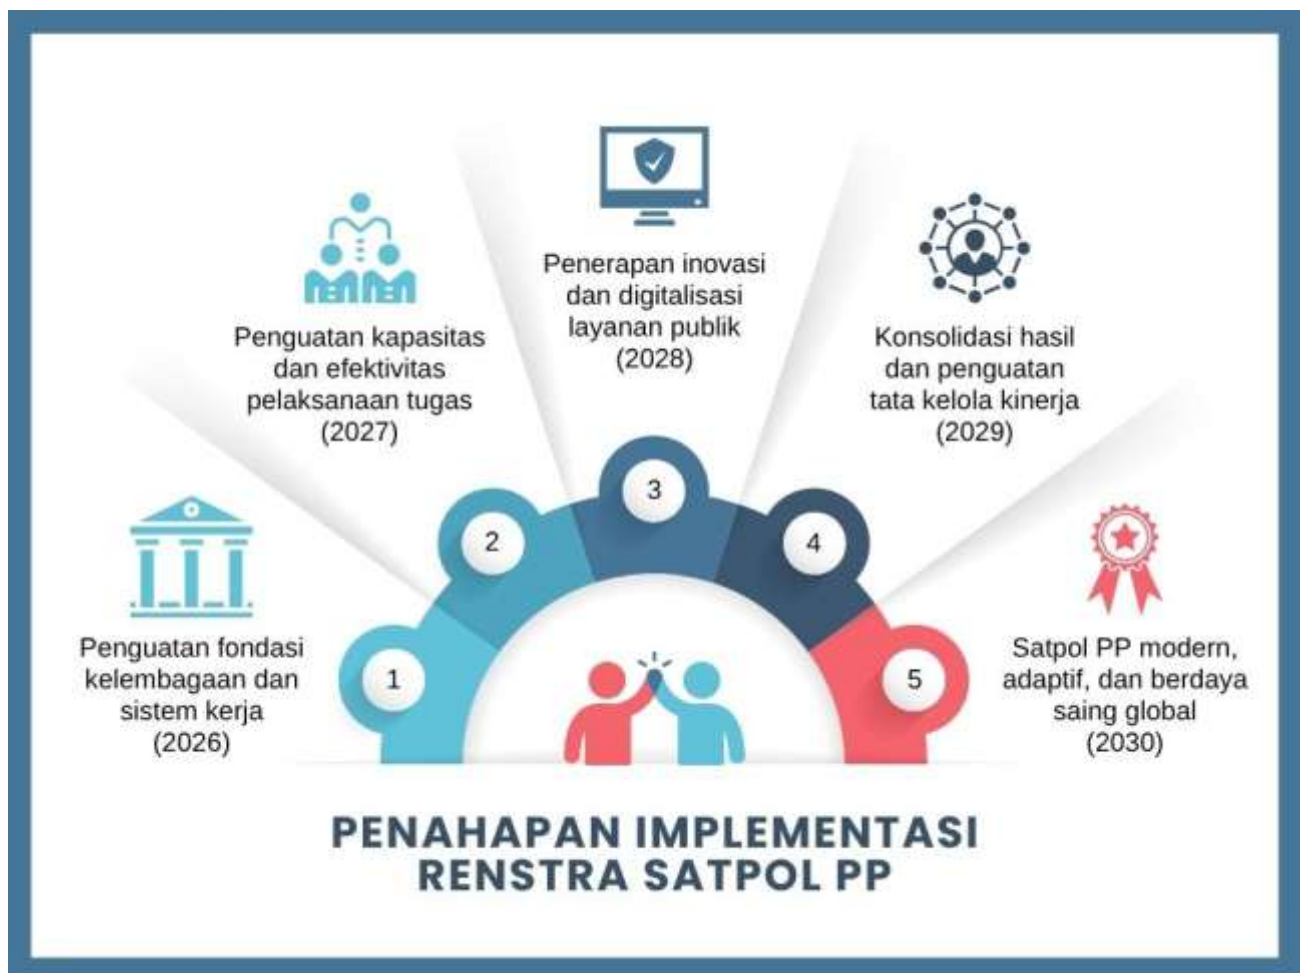 Penguatan fondasi
kelembagaan dan
sistem kerja
(2026)
1
Penguatan kapasitas
dan efektivitas
pelaksanaan tugas
(2027)
2
Penerapan inovasi
dan digitalisasi
layanan publik
(2028)
3
Konsolidasi hasil
dan penguatan
tata kelola kinerja
(2029)
4
Satpol PP modern,
adaptif, dan berdaya
saing global
(2030)
5
PENAHAPAN IMPLEMENTASI
RENSTRA SATPOL PP